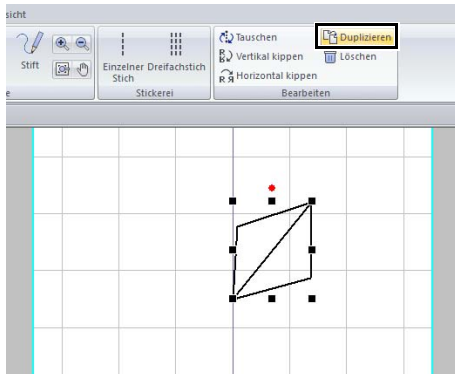 sicht
Stift
Einzelner Dreifachstich
Stich
Stickerei
Tauschen
Vertikal kippen
Horizontal kippen
Duplizieren
Löschen
Bearbeiten